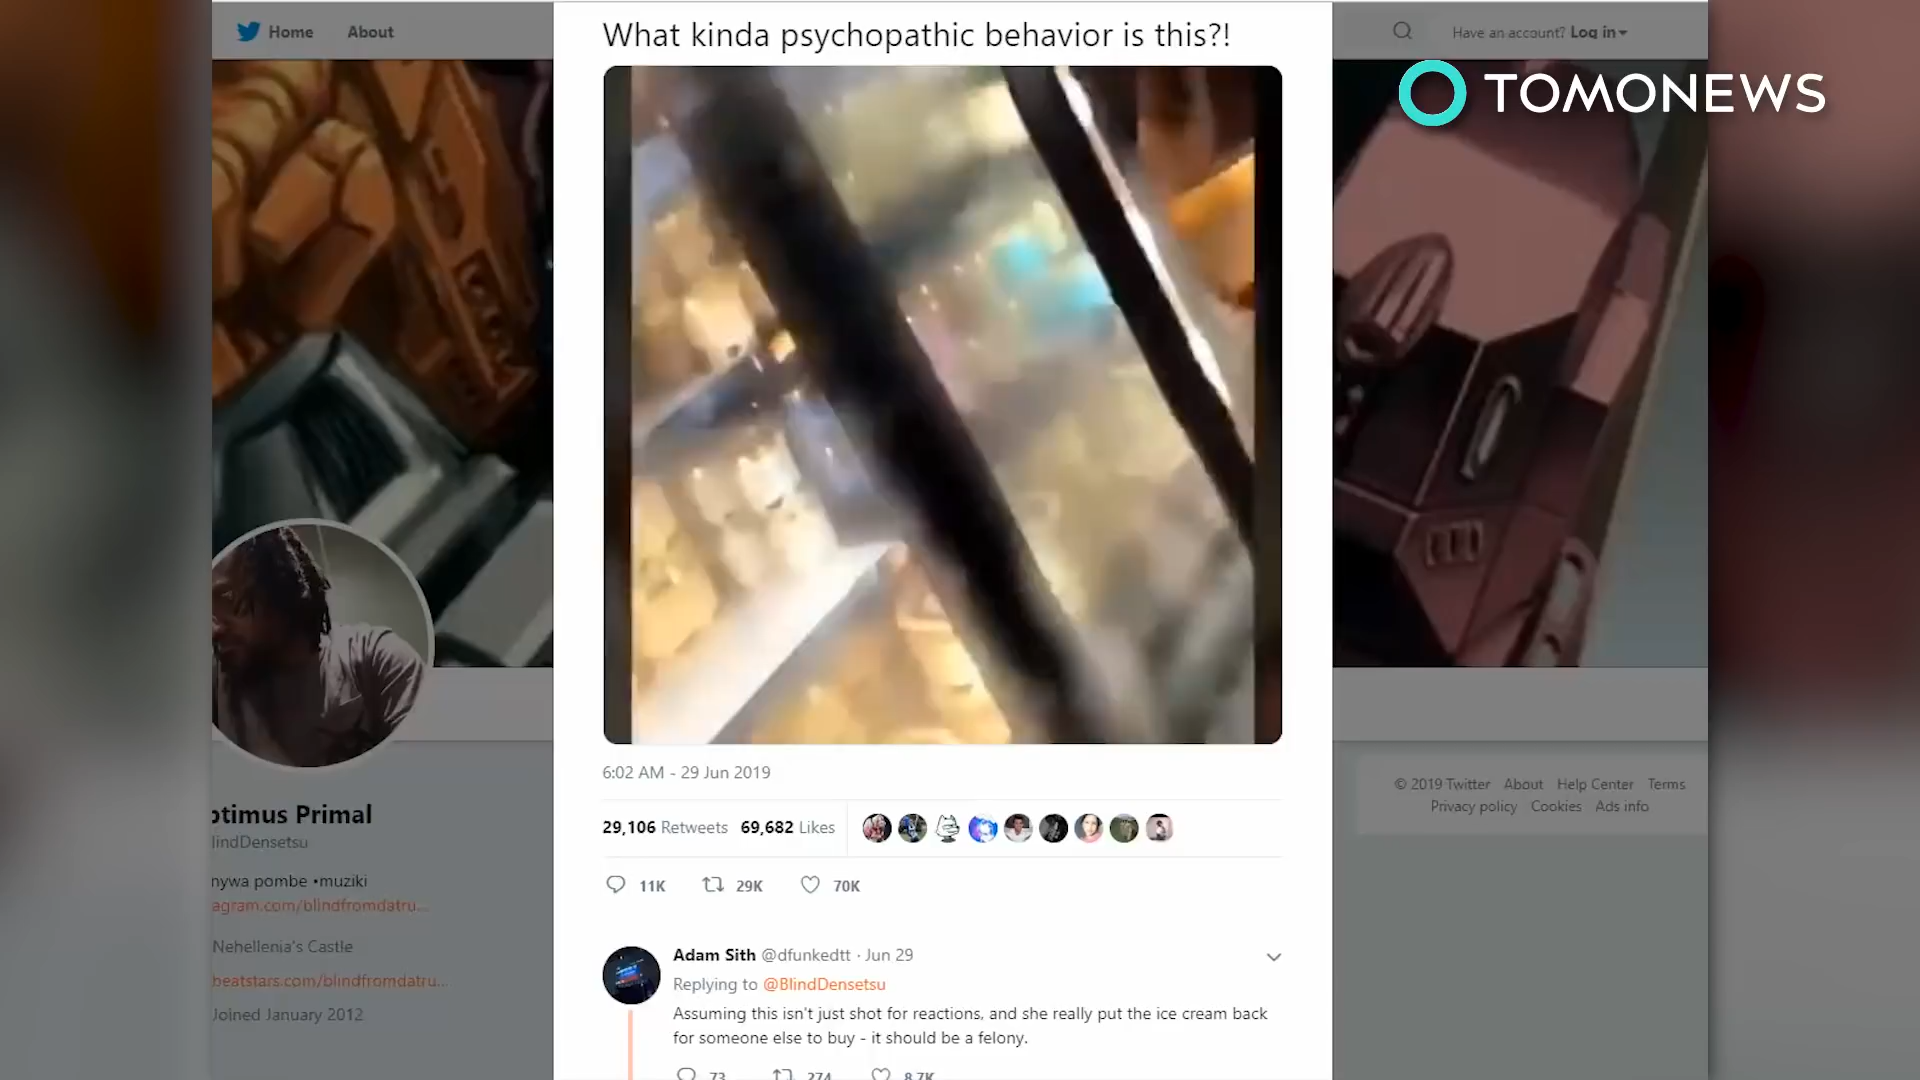 Home About
What kinda psychopathic behavior is this?!
Have an account? Log in
TOMONEWS
6:02 AM - 29 Jun 2019
29,106 Retweets 69,682 Likes
11K 29K 70K
ptimus Primal
lindDensetsu
nywa pombe •muziki
agram.com/blindfromdatru...
Nehellenia's Castle
beatstars.com/blindfromdatru...
Joined January 2012
© 2019 Twitter About Help Center Terms
Privacy policy Cookies Ads info
Adam Sith @dfunkedtt · Jun 29
Replying to @BlindDensetsu
Assuming this isn't just shot for reactions, and she really put the ice cream back
for someone else to buy - it should be a felony.
73 274 8.7K